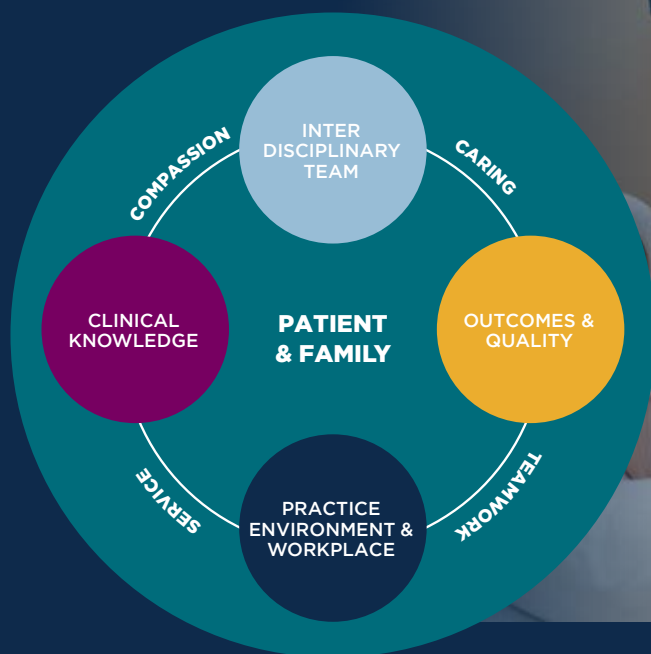 INTER
DISCIPLINARY
TEAM
COMPASSION
CARING
CLINICAL
KNOWLEDGE
PATIENT
& FAMILY
OUTCOMES &
QUALITY
SERVICE
TEAMWORK
PRACTICE
ENVIRONMENT &
WORKPLACE